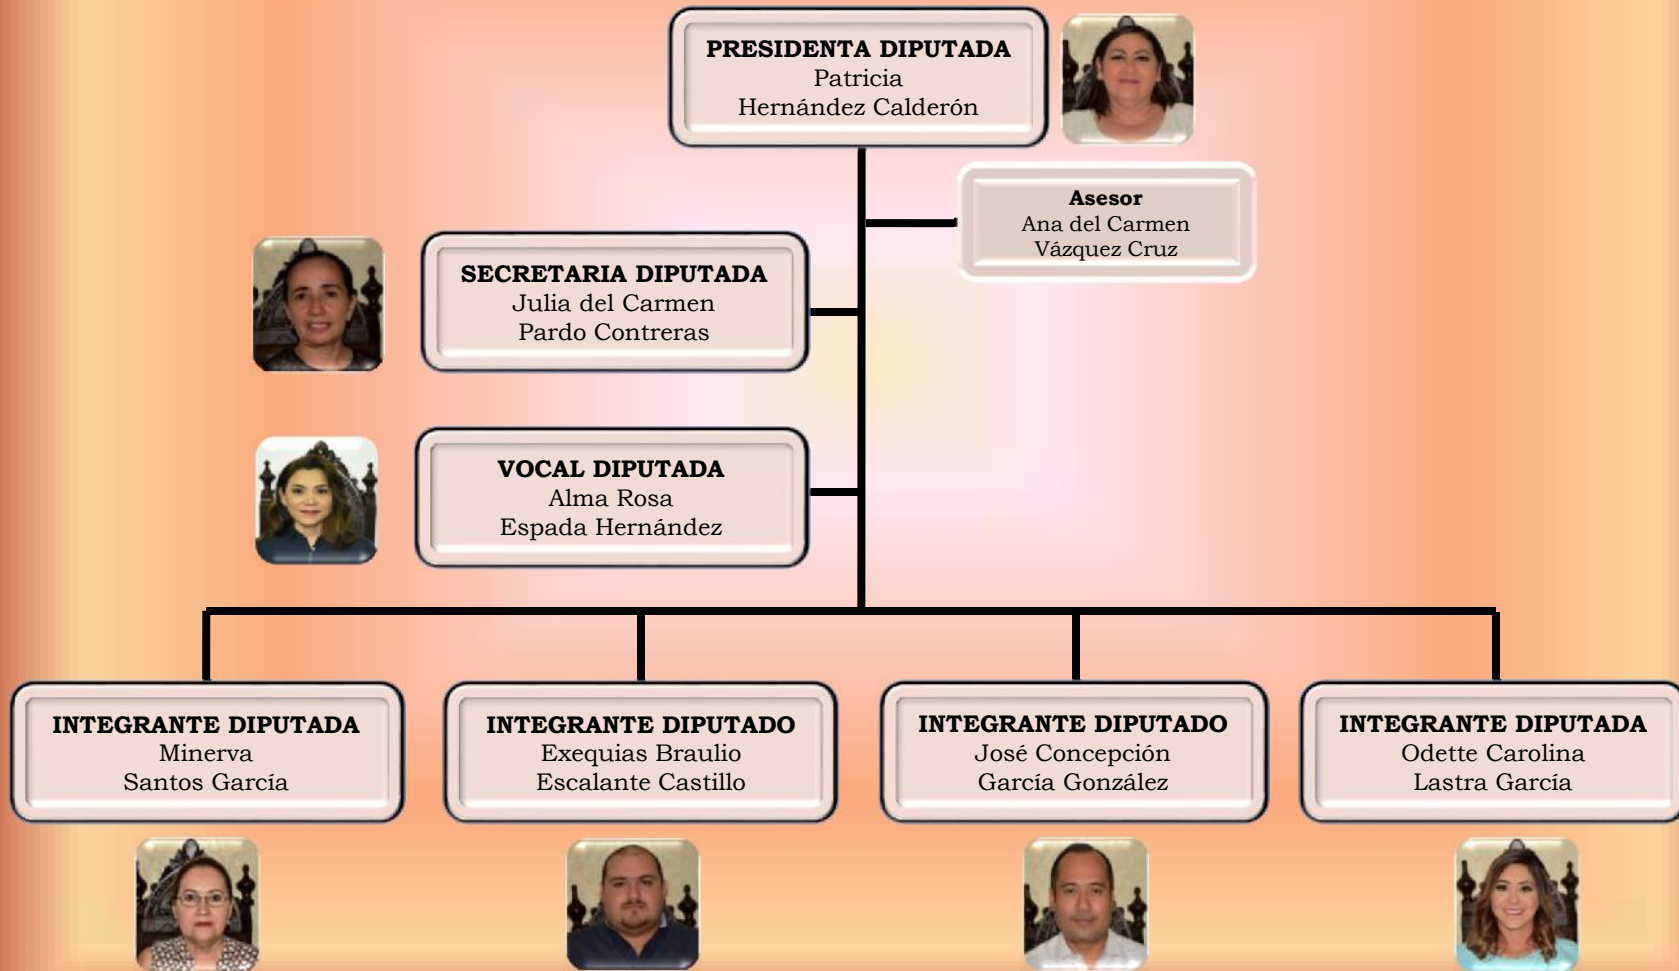 PRESIDENTA DIPUTADA
Patricia
Hernández Calderón
Asesor
Ana del Carmen
Vázquez Cruz
SECRETARIA DIPUTADA
Julia del Carmen
Pardo Contreras
VOCAL DIPUTADA
Alma Rosa
Espada Hernández
INTEGRANTE DIPUTADA
Minerva
Santos García
INTEGRANTE DIPUTADO
Exequias Braulio
Escalante Castillo
INTEGRANTE DIPUTADO
José Concepción
García González
INTEGRANTE DIPUTADA
Odette Carolina
Lastra García